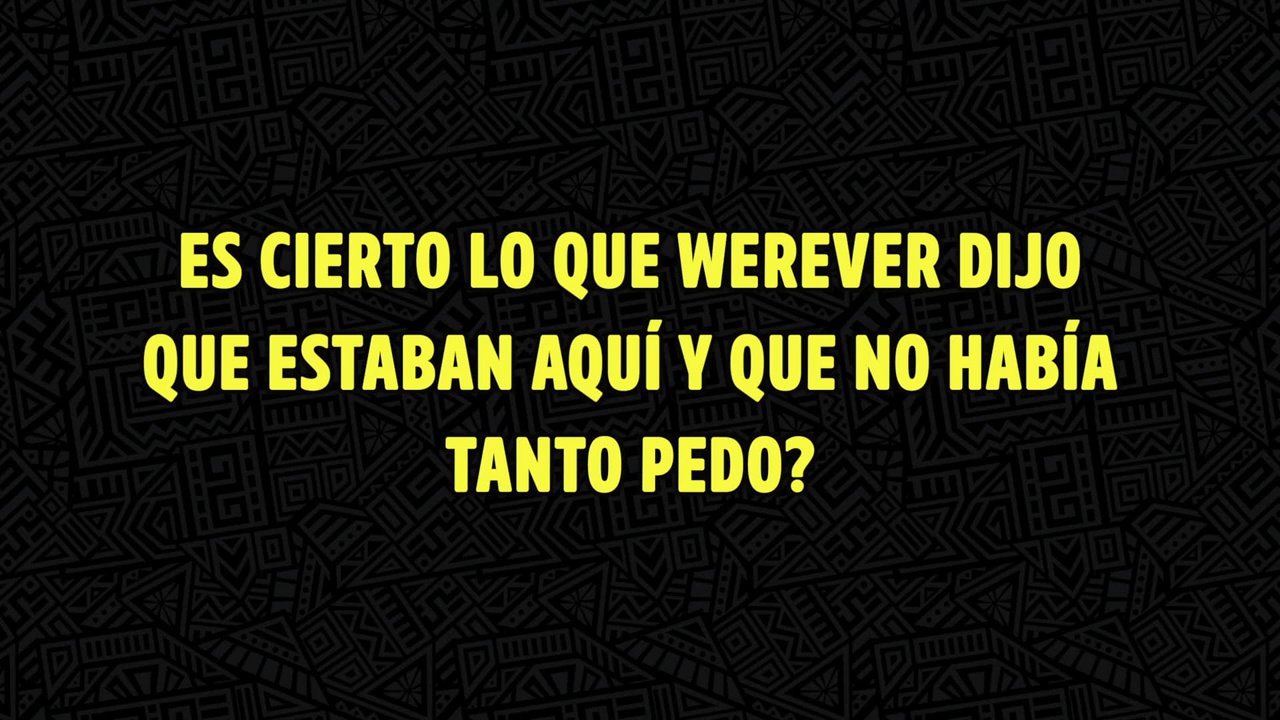 ES CIERTO LO QUE WEREVER DIJO
QUE ESTABAN AQUÍ Y QUE NO HABÍA
TANTO PEDO?